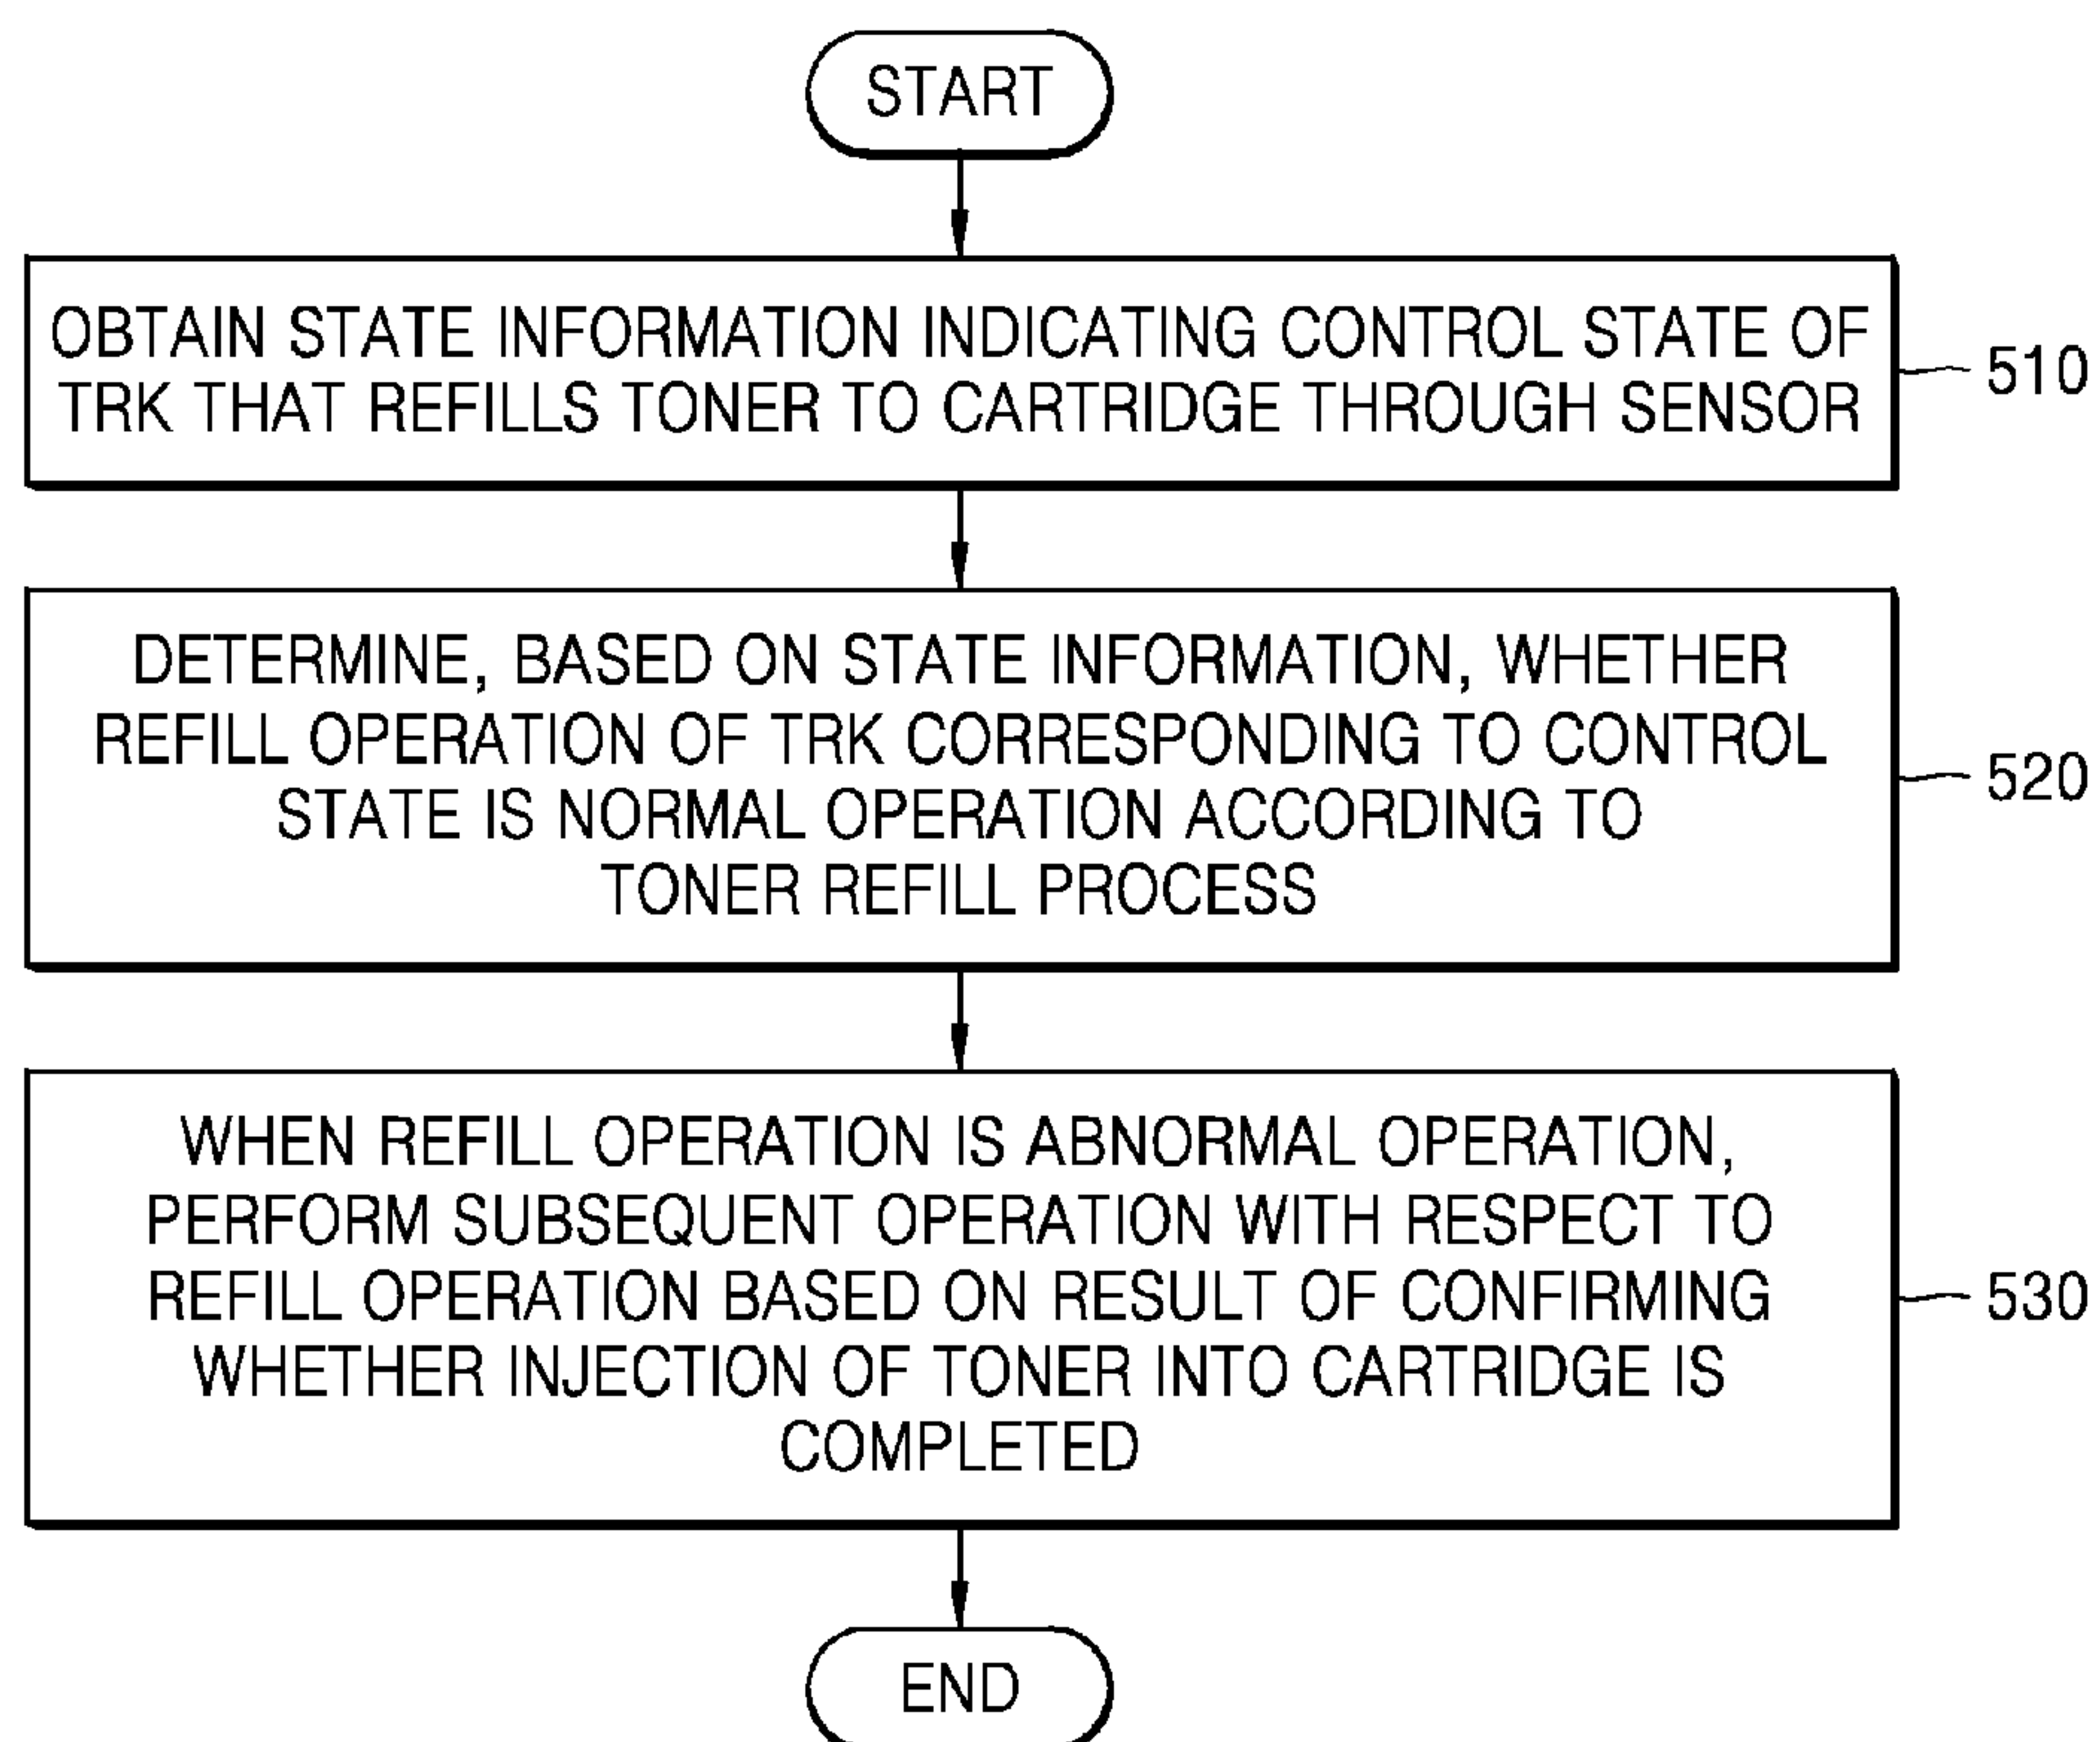 START
OBTAIN STATE INFORMATION INDICATING CONTROL STATE OF
TRK THAT REFILLS TONER TO CARTRIDGE THROUGH SENSOR
510
DETERMINE, BASED ON STATE INFORMATION, WHETHER
REFILL OPERATION OF TRK CORRESPONDING TO CONTROL
STATE IS NORMAL OPERATION ACCORDING TO
TONER REFILL PROCESS
520
WHEN REFILL OPERATION IS ABNORMAL OPERATION,
PERFORM SUBSEQUENT OPERATION WITH RESPECT TO
REFILL OPERATION BASED ON RESULT OF CONFIRMING
WHETHER INJECTION OF TONER INTO CARTRIDGE IS
COMPLETED
530
END